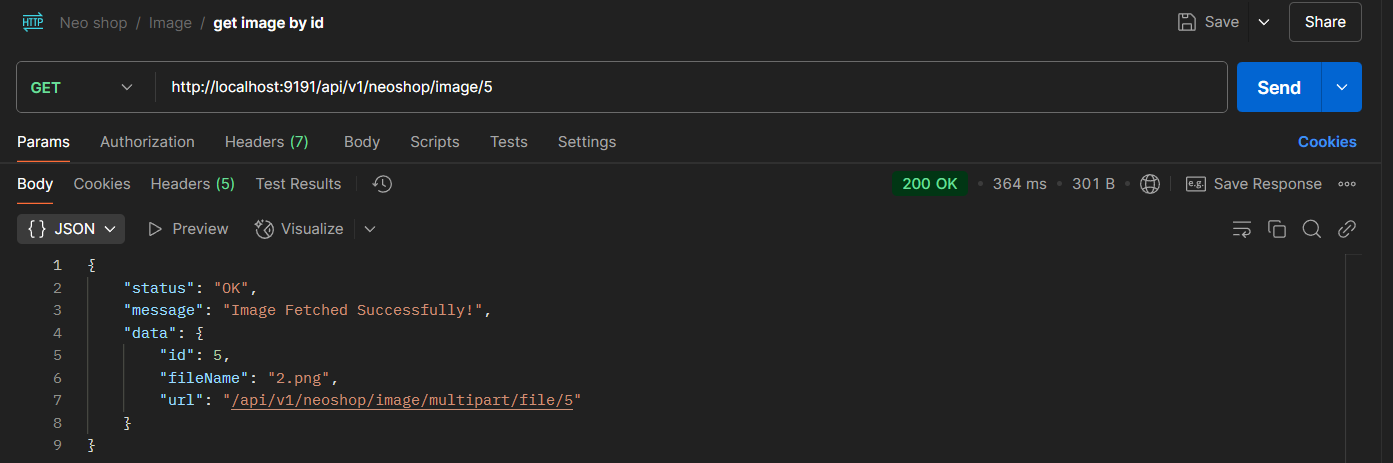 HTTP Neo shop / Image / get image by id Save Share
GET http://localhost:9191/api/v1/neoshop/image/5 Send
Params Authorization Headers (7) Body Scripts Tests Settings Cookies
Body Cookies Headers (5) Test Results 200 OK • 364 ms • 301 B • e.g. Save Response
{} JSON Preview Visualize
1 {
2 "status": "OK",
3 "message": "Image Fetched Successfully!",
4 "data": {
5 "id": 5,
6 "fileName": "2.png",
7 "url": "/api/v1/neoshop/image/multipart/file/5"
8 }
9 }